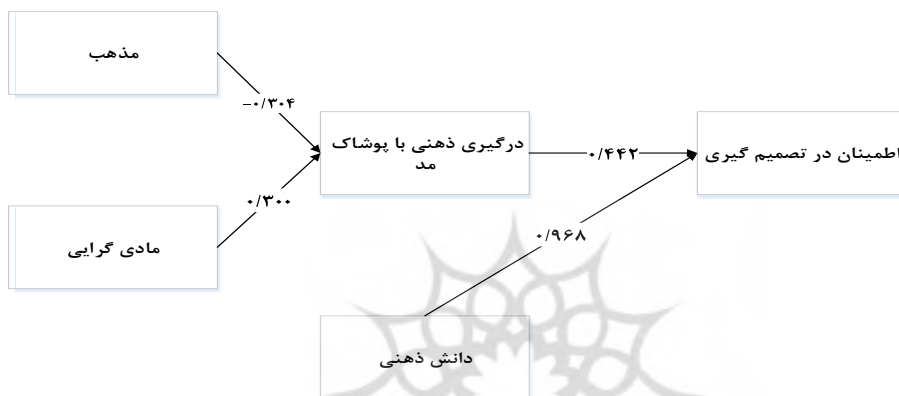 مذهب
-۰/۳۰۴
درگیری ذهنی با پوشاک
مد
۰/۴۴۲
اطمینان در تصمیم گیری
۰/۳۰۰
مادی گرایی
۰/۹۶۸
دانش ذهنی